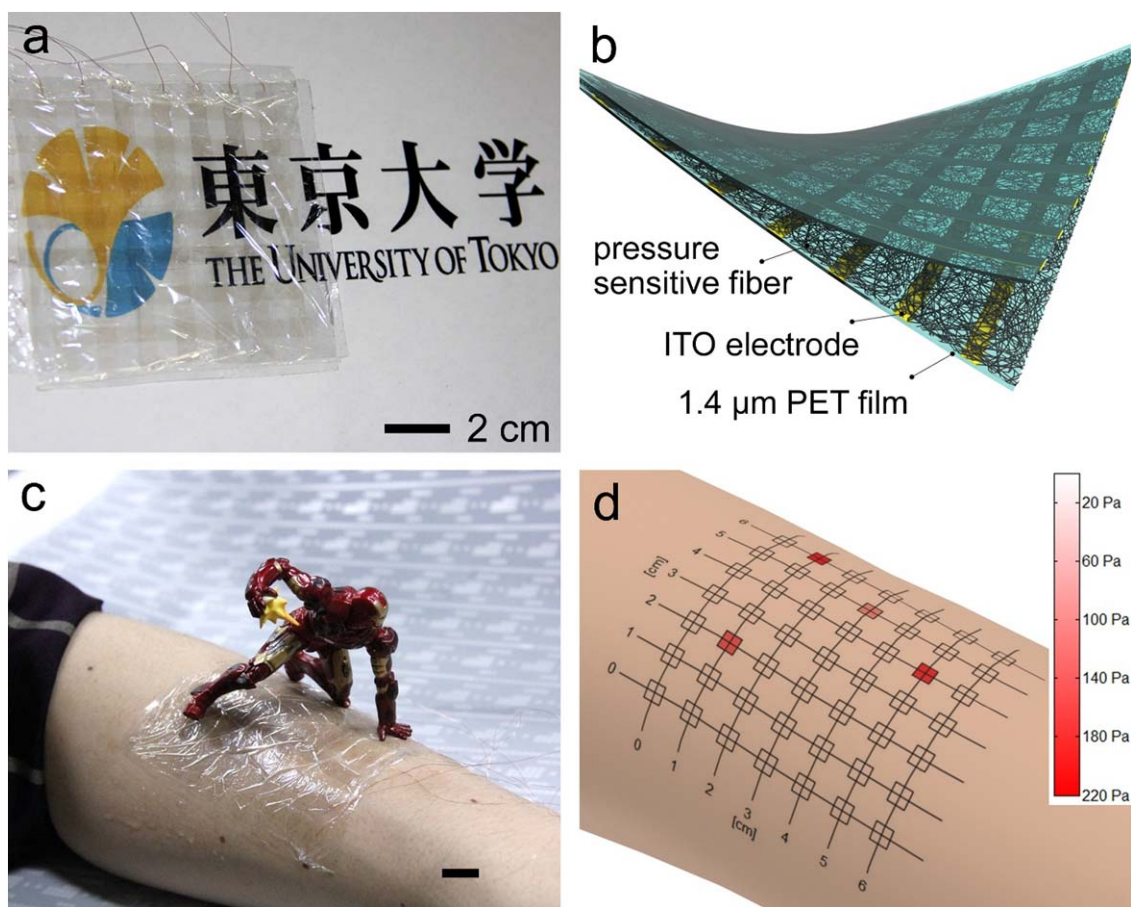 a
東京大学
THE UNIVERSITY OF TOKYO
2 cm
b
pressure
sensitive fiber
ITO electrode
1.4 μm PET film
c
d
6
5
4
[cm]
3
2
1
0
0
1
2
3
[cm]
4
5
6
20 Pa
60 Pa
100 Pa
140 Pa
180 Pa
220 Pa